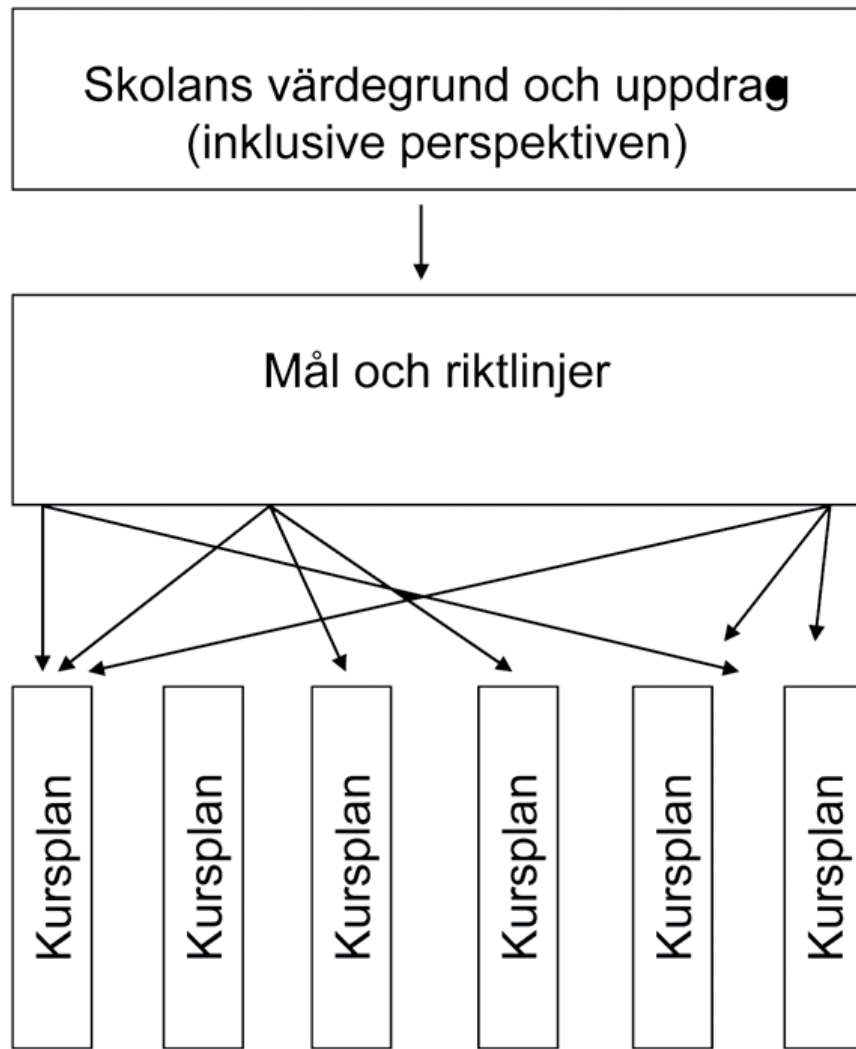 Skolans värdegrund och uppdrag
(inklusive perspektiven)
Mål och riktlinjer
Kursplan
Kursplan
Kursplan
Kursplan
Kursplan
Kursplan